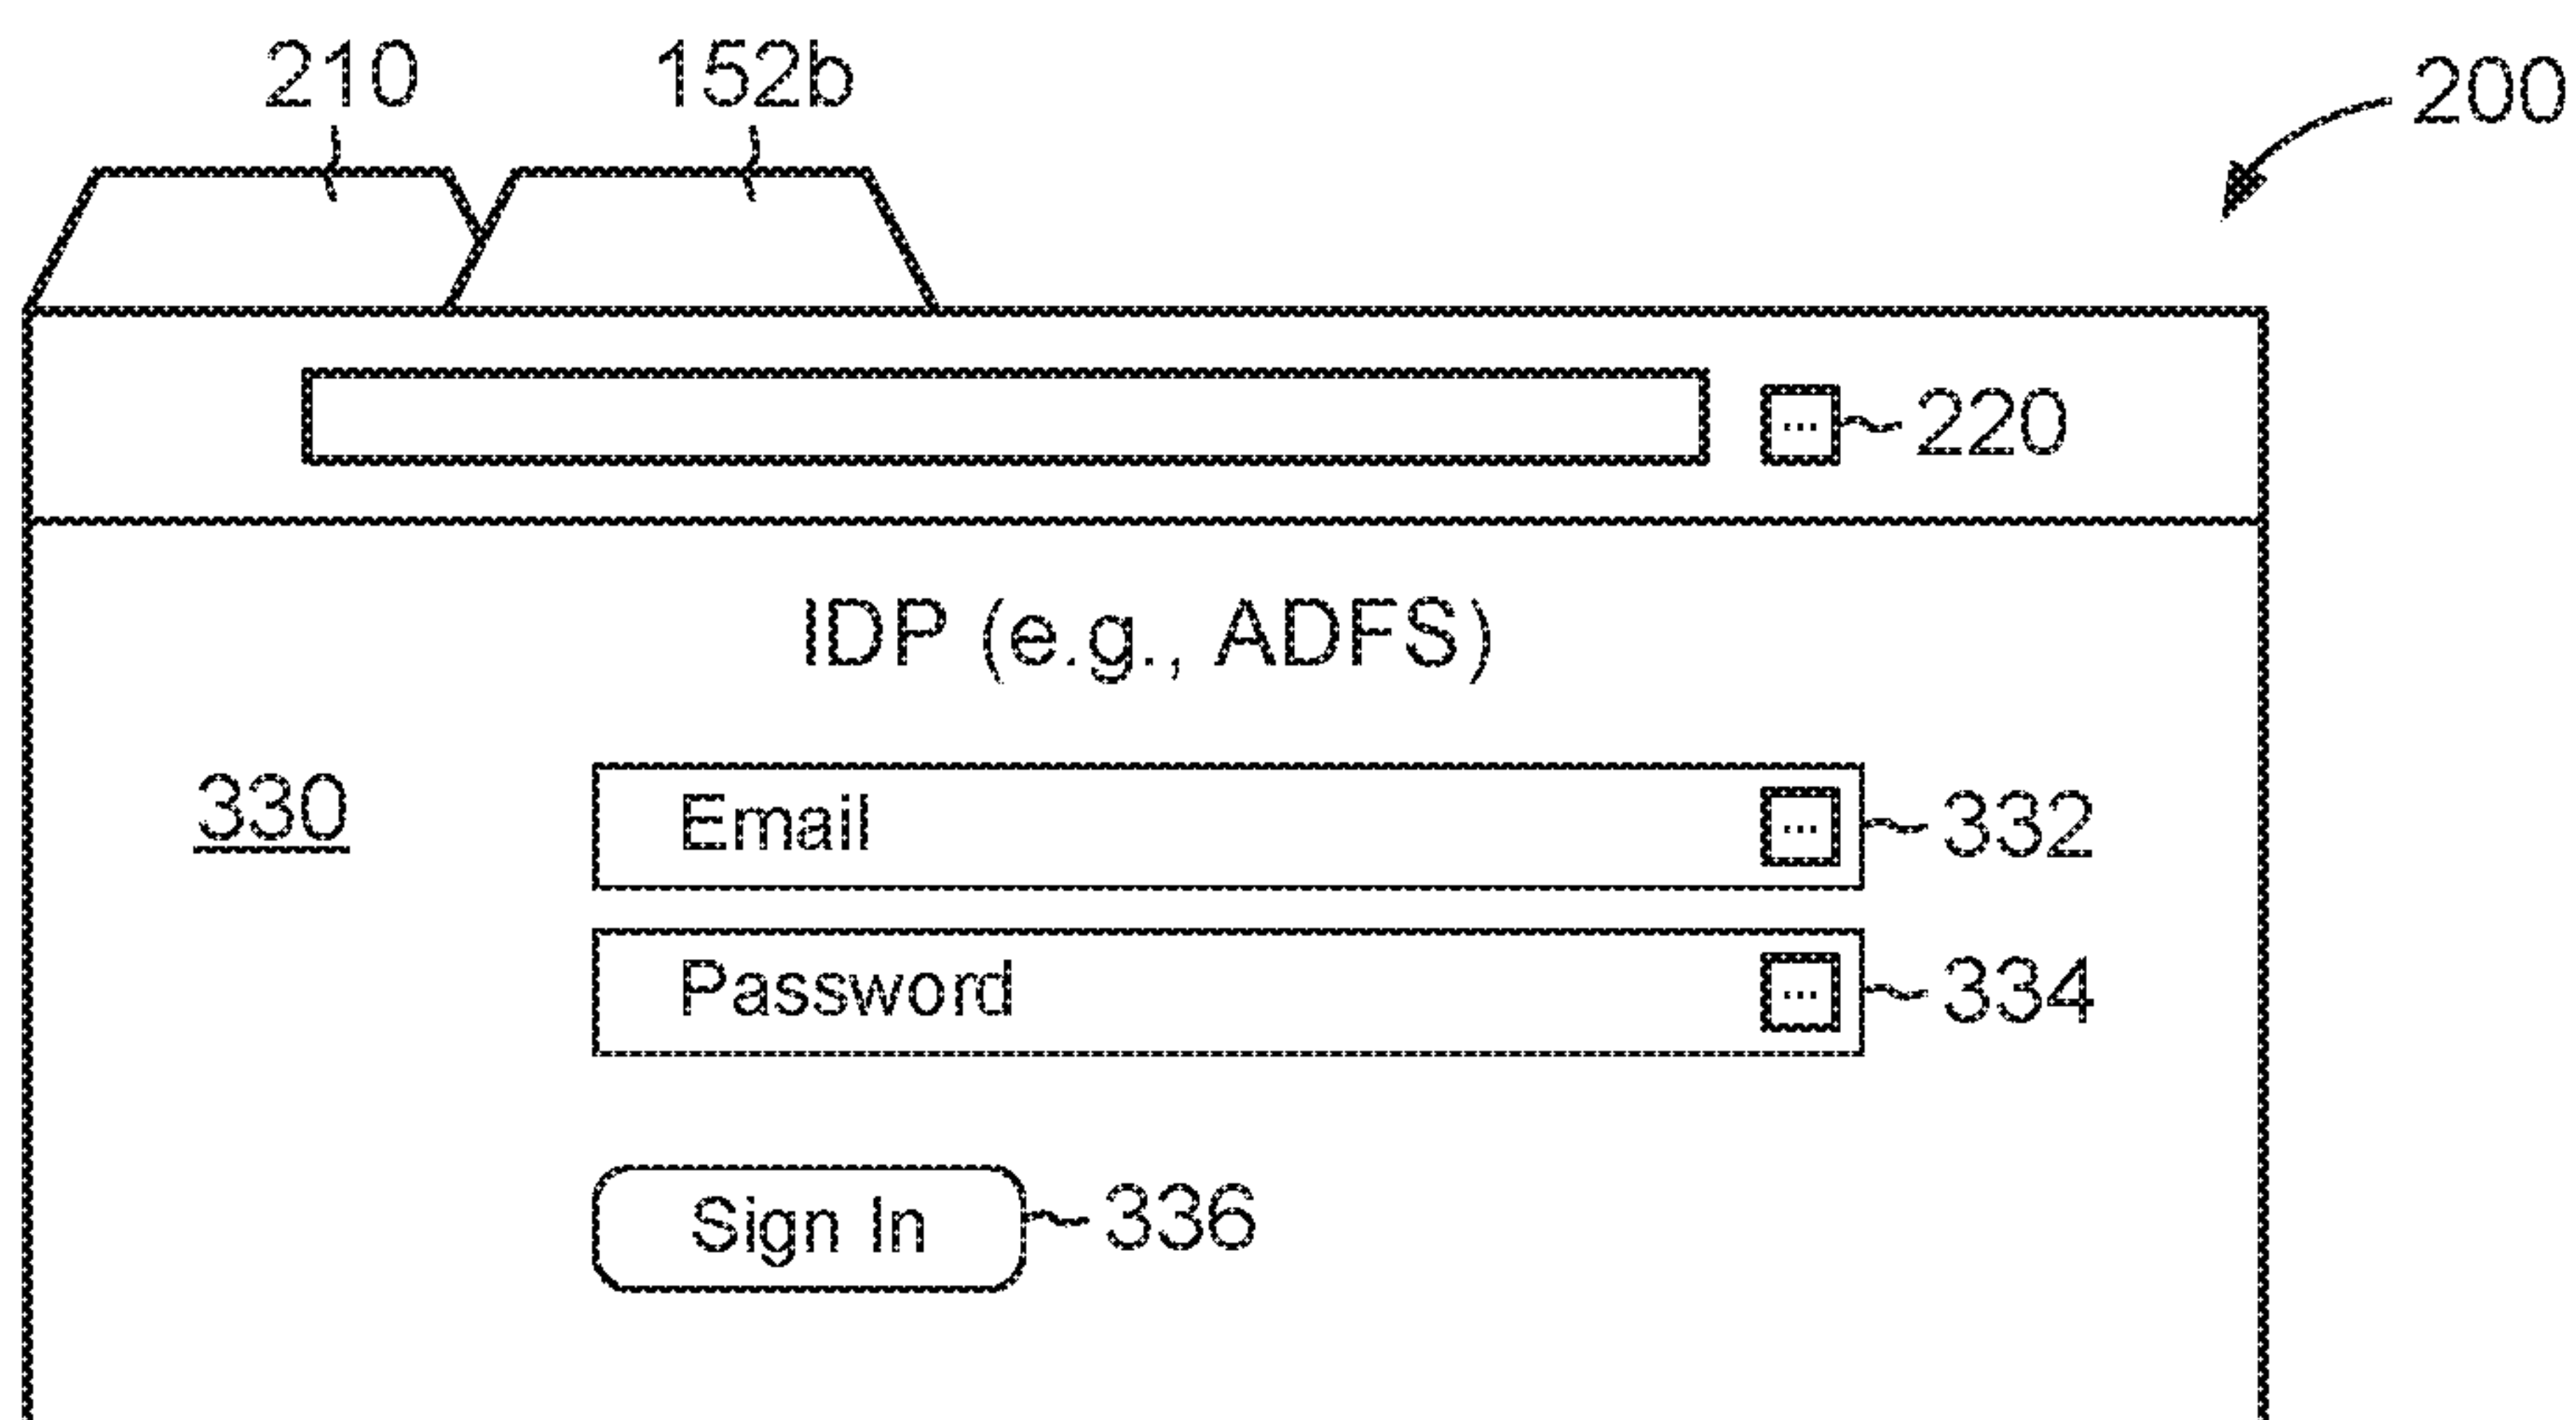 210 152b 200
... 220
IDP (e.g., ADFS)
330 Email ... 332
Password ... 334
Sign In 336